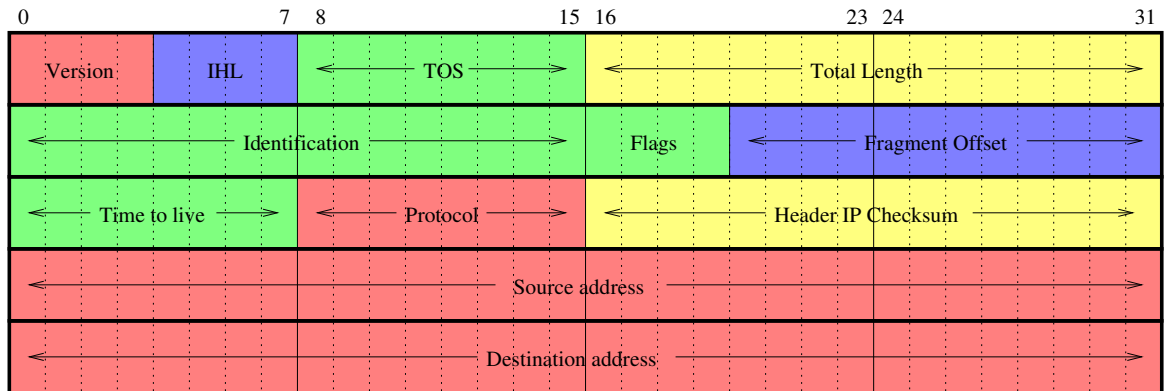 0 7 8 15 16 23 24 31
Version IHL TOS Total Length
Identification Flags Fragment Offset
Time to live Protocol Header IP Checksum
Source address
Destination address